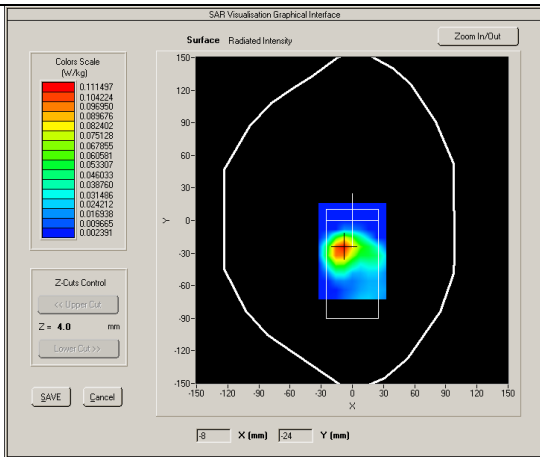 SAR Visualisation Graphical Interface
Surface Radiated Intensity
Zoom In/Out
Colors Scale
(W/kg)
0.111497
0.104224
0.096950
0.089676
0.082402
0.075128
0.067855
0.060581
0.053307
0.046033
0.038760
0.031486
0.024212
0.016938
0.009665
0.002391
Z-Cuts Control
<< Upper Cut
Z = 4.0 mm
Lower Cut >>
SAVE Cancel
150
120
90
60
30
0
-30
-60
-90
-120
-150
Y
-150 -120 -90 -60 -30 0 30 60 90 120 150
X
-8 X (mm) -24 Y (mm)